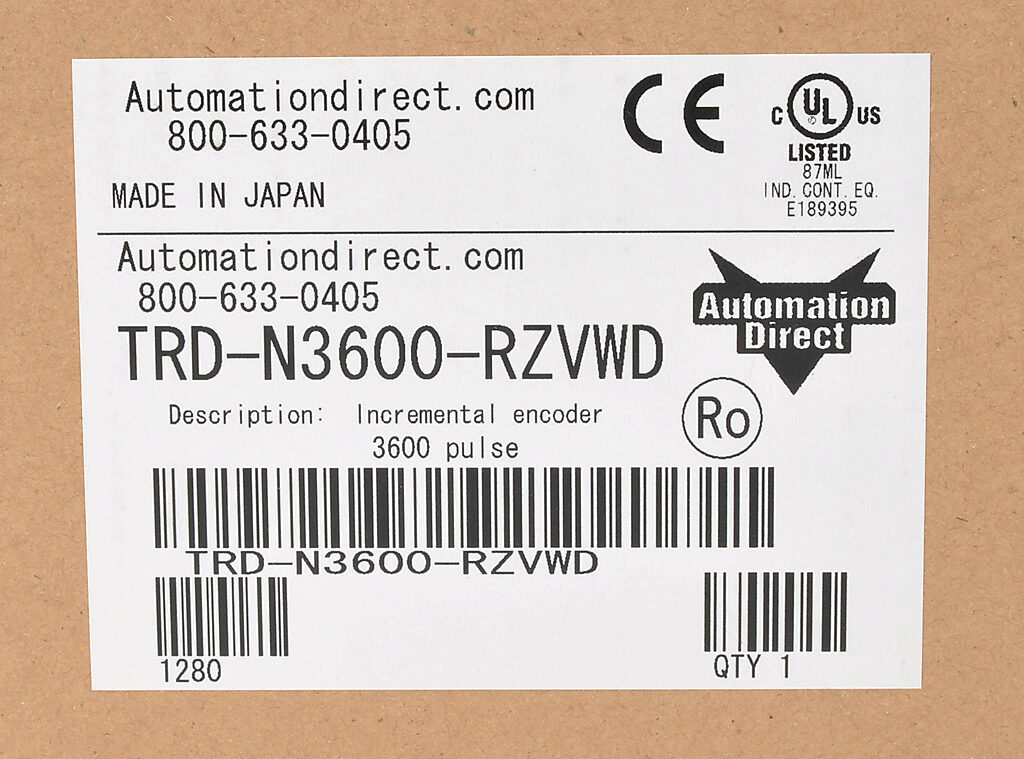 Automationdirect.com
800-633-0405
MADE IN JAPAN
CE
C UL US
LISTED
87ML
IND. CONT. EQ.
E189395
Automationdirect.com
800-633-0405
TRD-N3600-RZVWD
Automation
Direct
Description: Incremental encoder
3600 pulse
Ro
TRD-N3600-RZVWD
1280
QTY 1